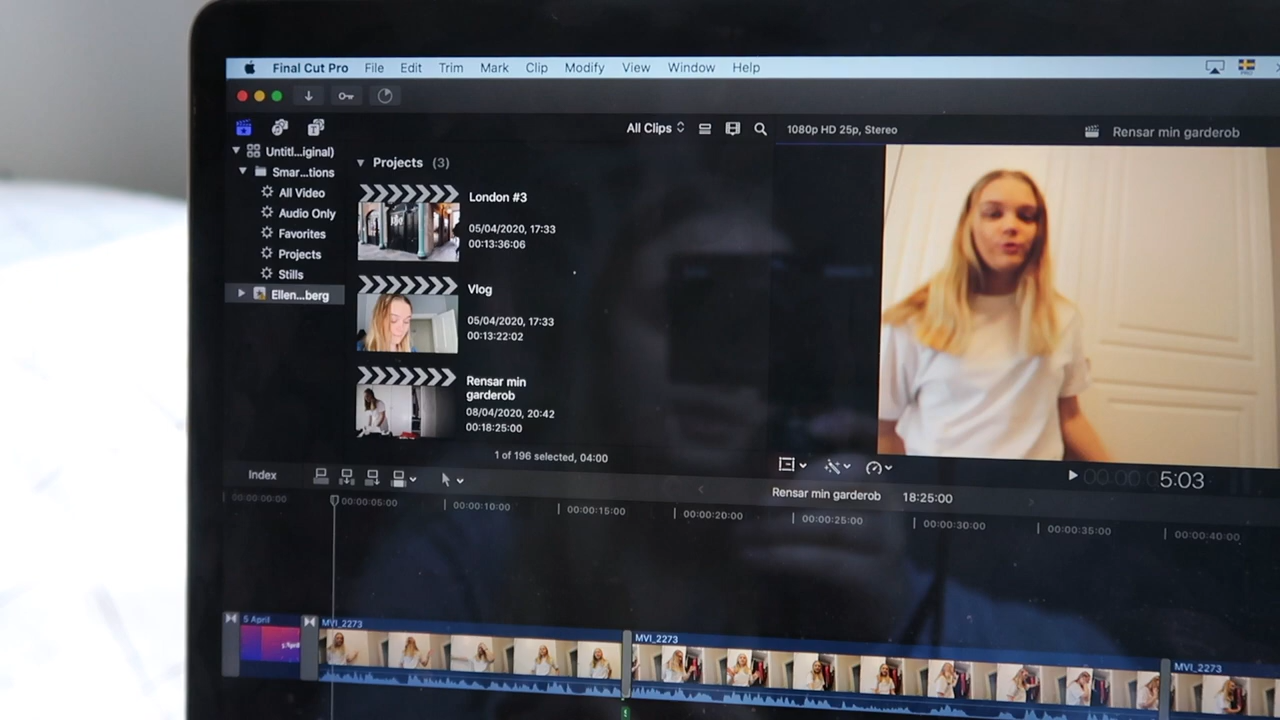 Final Cut Pro File Edit Trim Mark Clip Modify View Window Help
All Clips
1080p HD 25p, Stereo
Rensar min garderob
Untitl...iginal)
Smar...tions
All Video
Audio Only
Favorites
Projects
Stills
Ellen...berg
Projects (3)
London #3
05/04/2020, 17:33
00:13:36:06
Vlog
05/04/2020, 17:33
00:13:22:02
Rensar min
garderob
08/04/2020, 20:42
00:18:25:00
1 of 196 selected, 04:00
00:00:00 5:03
Index
Rensar min garderob 18:25:00
00:00:00:00 00:00:05:00 00:00:10:00 00:00:15:00 00:00:20:00 00:00:25:00 00:00:30:00 00:00:35:00 00:00:40:00
5 April
5 April
MVI_2273
MVI_2273
MVI_2273